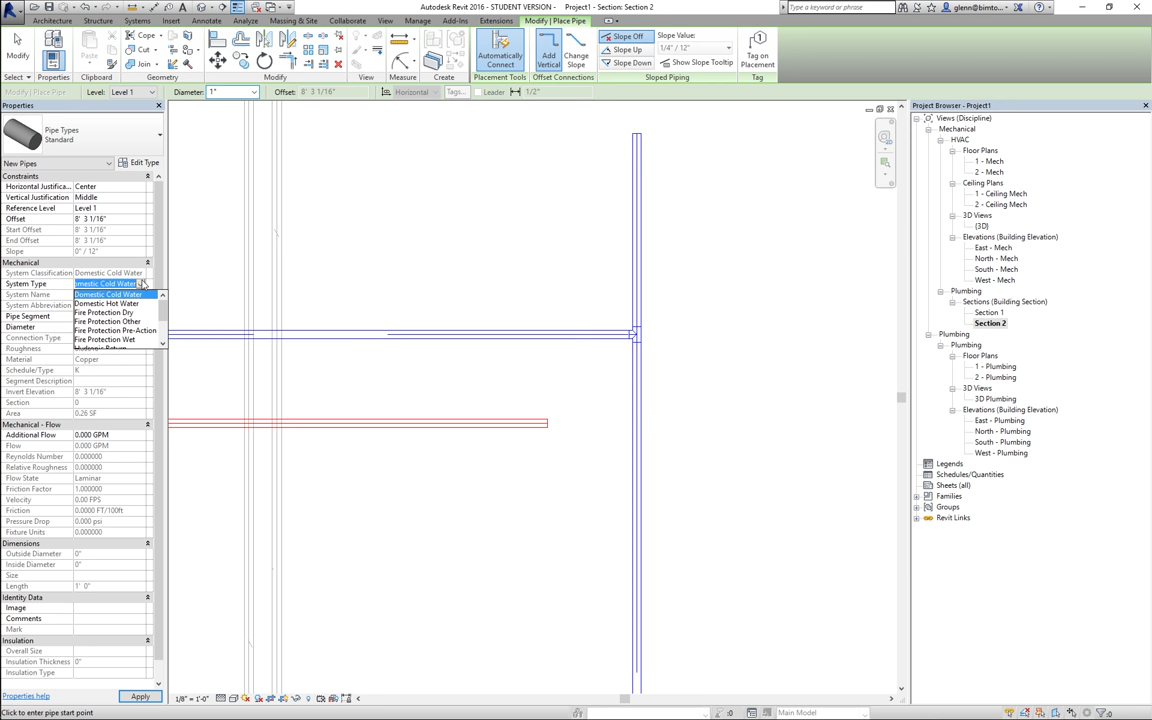 Autodesk Revit 2016 - STUDENT VERSION - Project1 - Section: Section 2
Type a keyword or phrase
glenn@bimto...
Architecture Structure Systems Insert Annotate Analyze Massing & Site Collaborate View Manage Add-Ins Extensions Modify | Place Pipe
Modify
Properties
Paste
Cope
Cut
Join
Automatically Connect
Add Vertical
Change Slope
Slope Off
Slope Up
Slope Down
Slope Value:
1/4" / 12"
Show Slope Tooltip
Tag on Placement
Select Properties Clipboard Geometry Modify View Measure Create Placement Tools Offset Connections Sloped Piping Tag
Modify | Place Pipe Level: Level 1 Diameter: 1" Offset: 8' 3 1/16" Horizontal Tags... Leader 1/2"
Properties
Pipe Types
Standard
New Pipes Edit Type
Constraints
Horizontal Justifica... Center
Vertical Justification Middle
Reference Level Level 1
Offset 8' 3 1/16"
Start Offset 8' 3 1/16"
End Offset 8' 3 1/16"
Slope 0" / 12"
Mechanical
System Classification Domestic Cold Water
System Type omestic Cold Water
System Name
System Abbreviation
Pipe Segment
Diameter
Connection Type
Domestic Cold Water
Domestic Hot Water
Fire Protection Dry
Fire Protection Other
Fire Protection Pre-Action
Fire Protection Wet
Hydronic Return
Roughness
Material Copper
Schedule/Type K
Segment Description
Invert Elevation 8' 3 1/16"
Section 0
Area 0.26 SF
Mechanical - Flow
Additional Flow 0.000 GPM
Flow 0.000 GPM
Reynolds Number 0.000000
Relative Roughness 0.000000
Flow State Laminar
Friction Factor 1.000000
Velocity 0.00 FPS
Friction 0.0000 FT/100ft
Pressure Drop 0.000 psi
Fixture Units 0.000000
Dimensions
Outside Diameter 0"
Inside Diameter 0"
Size
Length 1' 0"
Identity Data
Image
Comments
Mark
Insulation
Overall Size
Insulation Thickness 0"
Insulation Type
Properties help Apply
1/8" = 1'-0"
Click to enter pipe start point
:0
Main Model
:0
Project Browser - Project1
Views (Discipline)
Mechanical
HVAC
Floor Plans
1 - Mech
2 - Mech
Ceiling Plans
1 - Ceiling Mech
2 - Ceiling Mech
3D Views
{3D}
Elevations (Building Elevation)
East - Mech
North - Mech
South - Mech
West - Mech
Plumbing
Sections (Building Section)
Section 1
Section 2
Plumbing
Plumbing
Floor Plans
1 - Plumbing
2 - Plumbing
3D Views
3D Plumbing
Elevations (Building Elevation)
East - Plumbing
North - Plumbing
South - Plumbing
West - Plumbing
Legends
Schedules/Quantities
Sheets (all)
Families
Groups
Revit Links